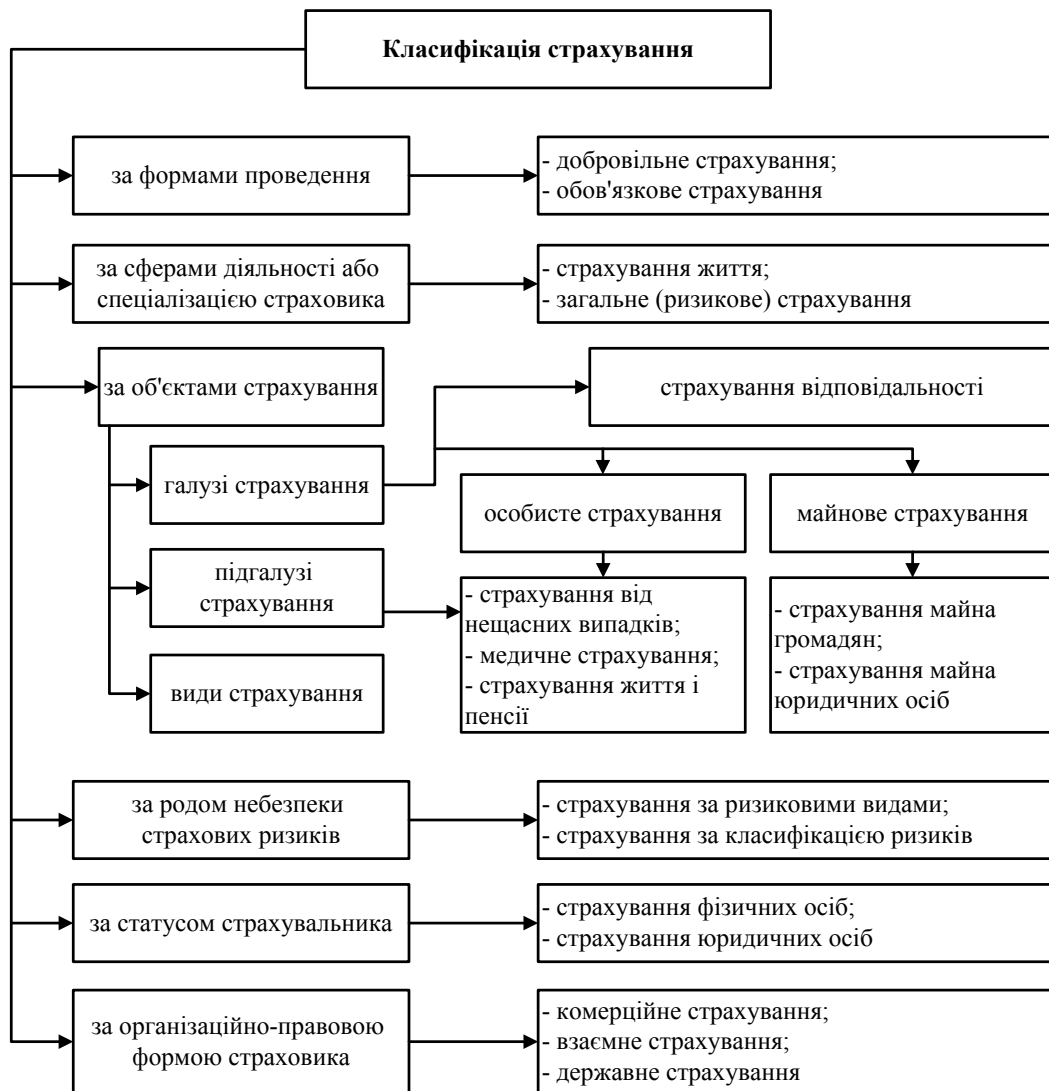 Класифікація страхування
за формами проведення
- добровільне страхування;
- обов'язкове страхування
за сферами діяльності або
спеціалізацією страховика
- страхування життя;
- загальне (ризикове) страхування
за об'єктами страхування
страхування відповідальності
галузі страхування
особисте страхування
майнове страхування
підгалузі
страхування
- страхування від
нещасних випадків;
- медичне страхування;
- страхування життя і
пенсії
- страхування майна
громадян;
- страхування майна
юридичних осіб
види страхування
за родом небезпеки
страхових ризиків
- страхування за ризиковими видами;
- страхування за класифікацією ризиків
за статусом страхувальника
- страхування фізичних осіб;
- страхування юридичних осіб
за організаційно-правовою
формою страховика
- комерційне страхування;
- взаємне страхування;
- державне страхування